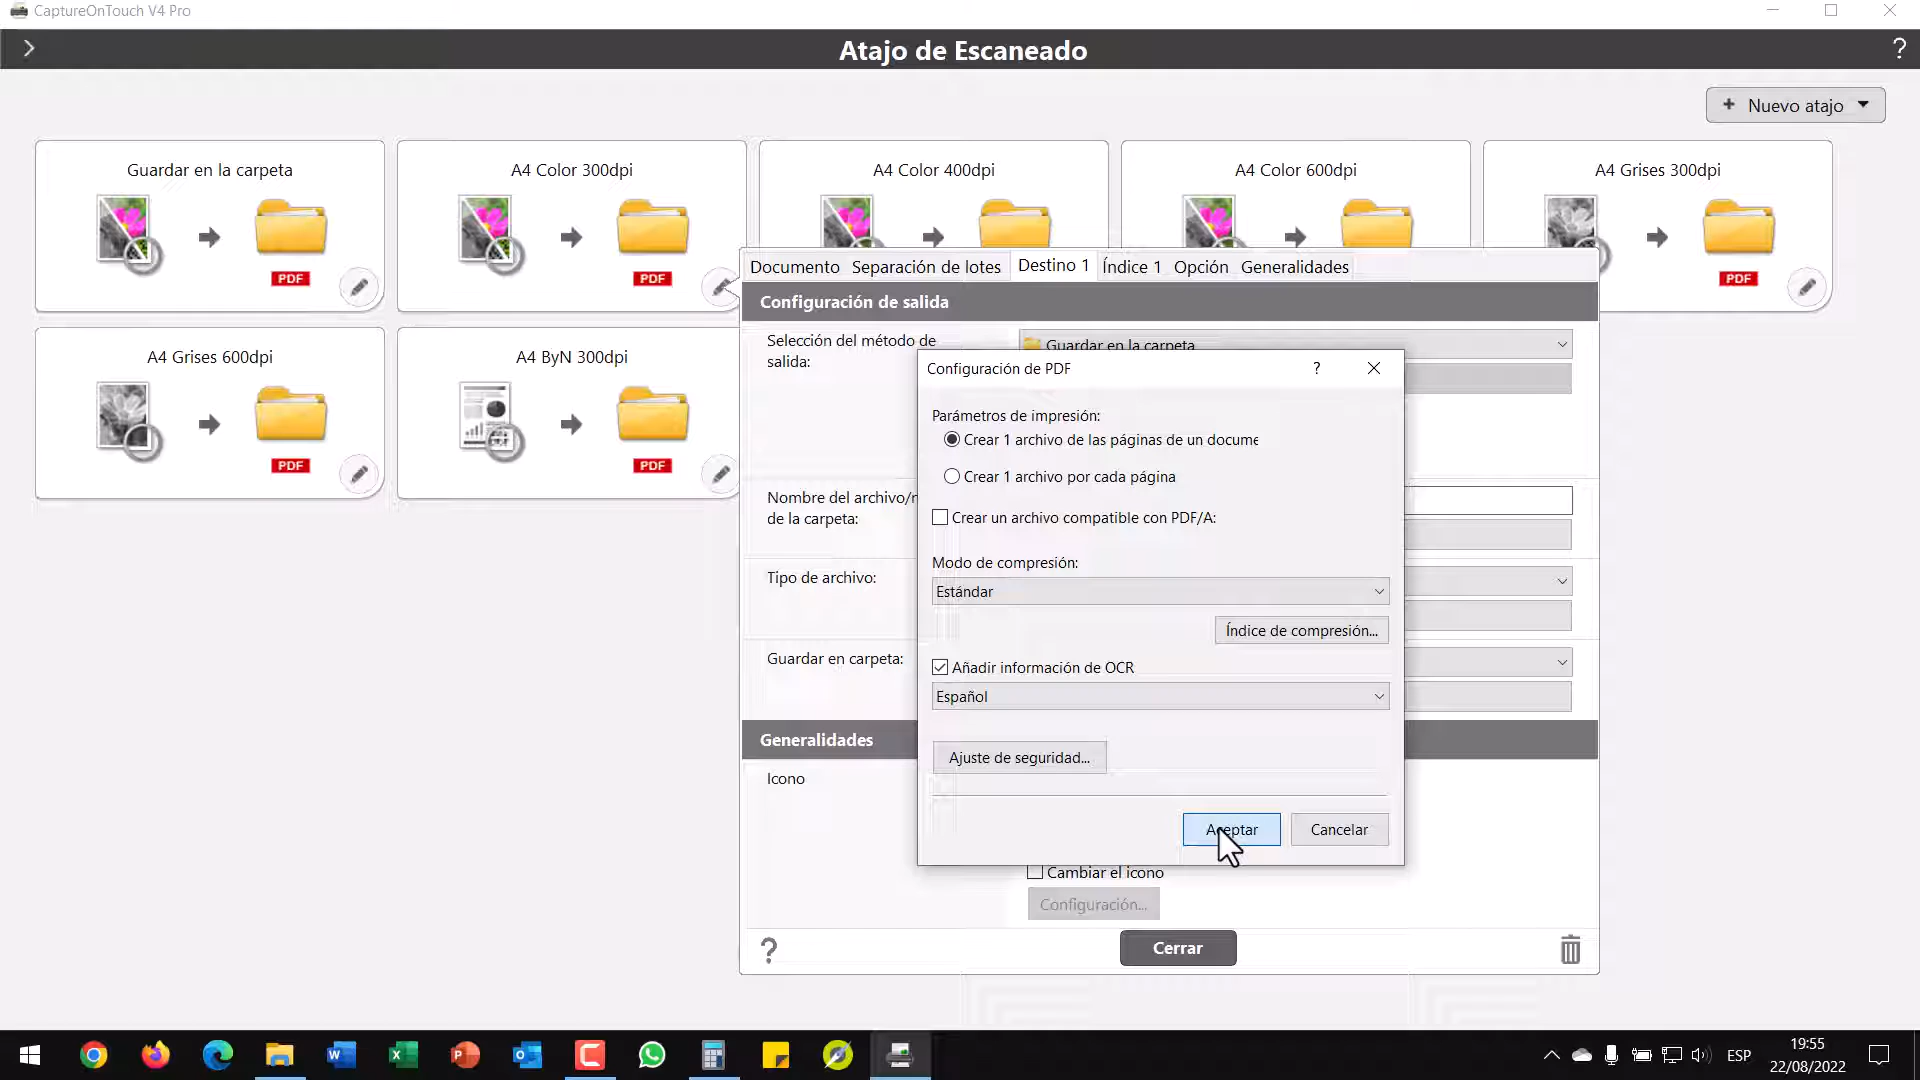 CaptureOnTouch V4 Pro
Atajo de Escaneado
?
+ Nuevo atajo
Guardar en la carpeta
A4 Color 300dpi
A4 Color 400dpi
A4 Color 600dpi
A4 Grises 300dpi
PDF
PDF
PDF
Documento Separación de lotes Destino 1 Índice 1 Opción Generalidades
Configuración de salida
Selección del método de
salida:
Guardar en la carpeta
A4 Grises 600dpi
A4 ByN 300dpi
PDF
PDF
Configuración de PDF
?
Parámetros de impresión:
Crear 1 archivo de las páginas de un docume
Crear 1 archivo por cada página
Crear un archivo compatible con PDF/A:
Modo de compresión:
Estándar
Índice de compresión...
Añadir información de OCR
Español
Ajuste de seguridad...
Aceptar
Cancelar
Nombre del archivo/n
de la carpeta:
Tipo de archivo:
Guardar en carpeta:
Generalidades
Icono
Cambiar el icono
Configuración...
?
Cerrar
ESP
19:55
22/08/2022